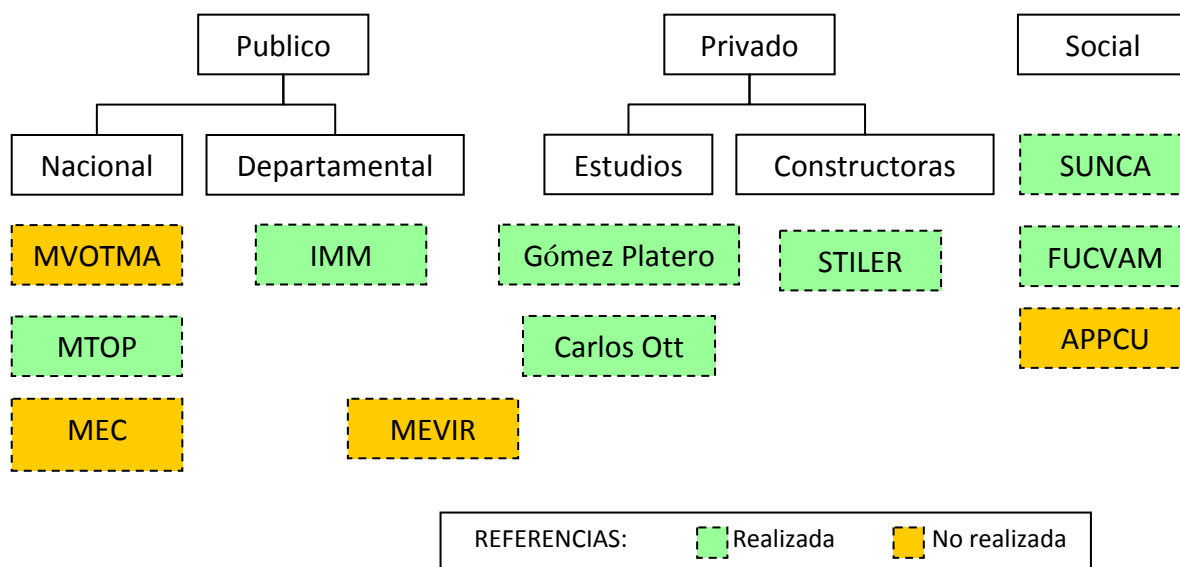 Publico
Privado
Social
Nacional
Departamental
Estudios
Constructoras
SUNCA
MVOTMA
IMM
Gómez Platero
STILER
FUCVAM
MTOP
Carlos Ott
APPCU
MEC
MEVIR
REFERENCIAS:
Realizada
No realizada